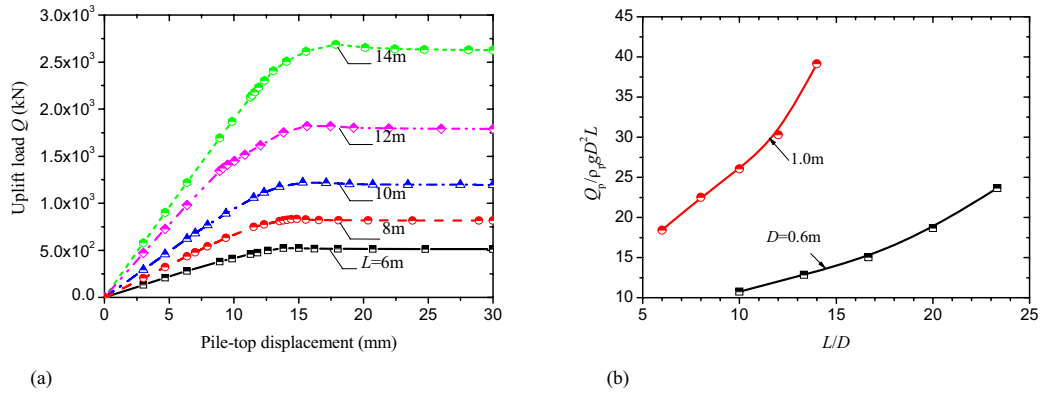 3.0x10³
2.5x10³
2.0x10³
1.5x10³
1.0x10³
5.0x10²
0.0
Uplift load Q (kN)
14m
12m
10m
8m
L=6m
0 5 10 15 20 25 30
Pile-top displacement (mm)
(a)
45
40
35
30
25
20
15
10
Qₚ/ρₚgD²L
1.0m
D=0.6m
5 10 15 20 25
L/D
(b)